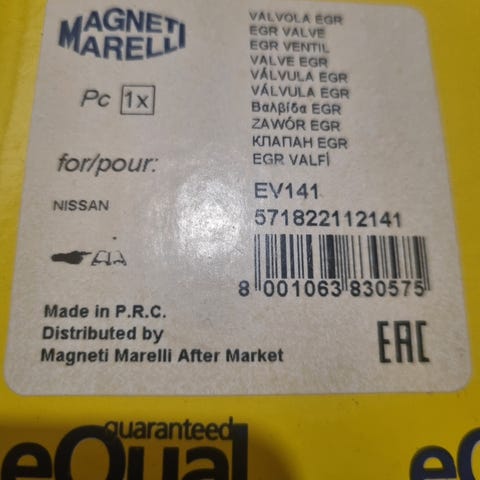 MAGNETI
MARELLI
Pc 1x
VALVOLA EGR
EGR VALVE
EGR VENTIL
VALVE EGR
VÁLVULA EGR
VÁLVULA EGR
Βαλβίδα EGR
ZAWÓR EGR
КЛАПАН EGR
EGR VALFİ
for/pour:
NISSAN
EV141
571822112141
8 001063 830575
Made in P.R.C.
Distributed by
Magneti Marelli After Market
EAC
guaranteed
eQual